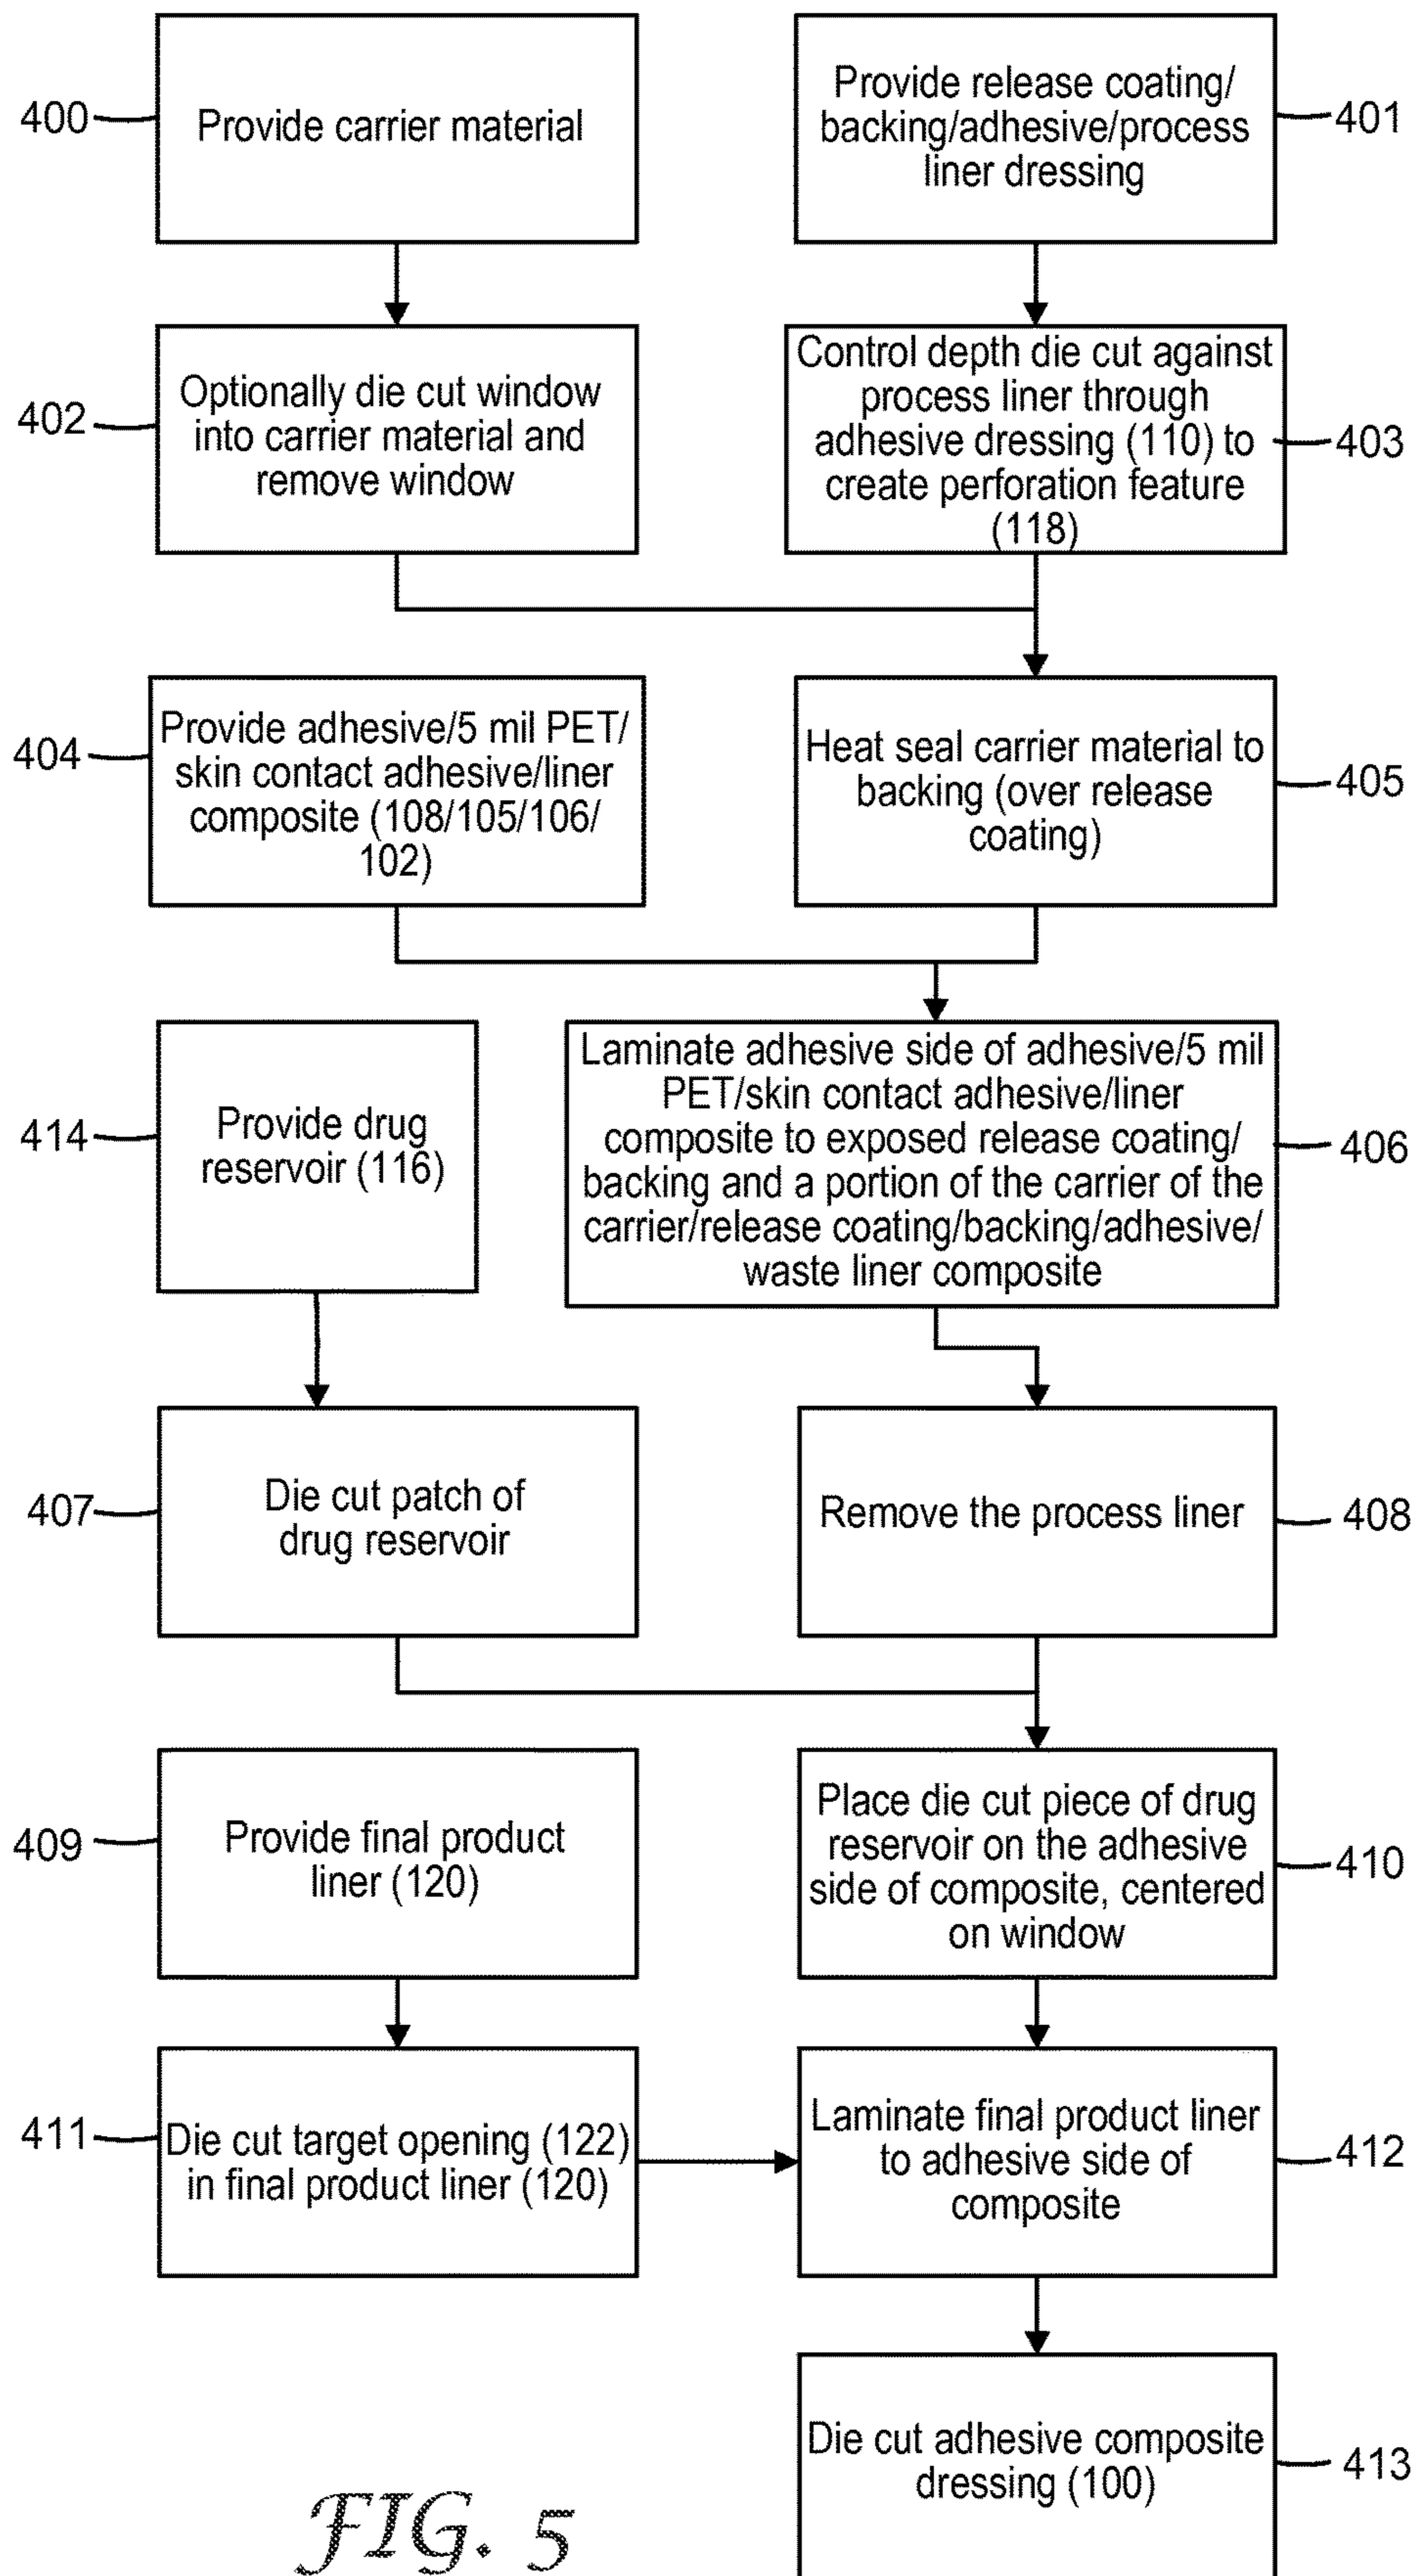 400
Provide carrier material
Provide release coating/
backing/adhesive/process
liner dressing
401
402
Optionally die cut window
into carrier material and
remove window
Control depth die cut against
process liner through
adhesive dressing (110) to
create perforation feature
(118)
403
404
Provide adhesive/5 mil PET/
skin contact adhesive/liner
composite (108/105/106/
102)
Heat seal carrier material to
backing (over release
coating)
405
414
Provide drug
reservoir (116)
Laminate adhesive side of adhesive/5 mil
PET/skin contact adhesive/liner
composite to exposed release coating/
backing and a portion of the carrier of the
carrier/release coating/backing/adhesive/
waste liner composite
406
407
Die cut patch of
drug reservoir
Remove the process liner
408
409
Provide final product
liner (120)
Place die cut piece of drug
reservoir on the adhesive
side of composite, centered
on window
410
411
Die cut target opening (122)
in final product liner (120)
Laminate final product liner
to adhesive side of
composite
412
Die cut adhesive composite
dressing (100)
413
FIG. 5